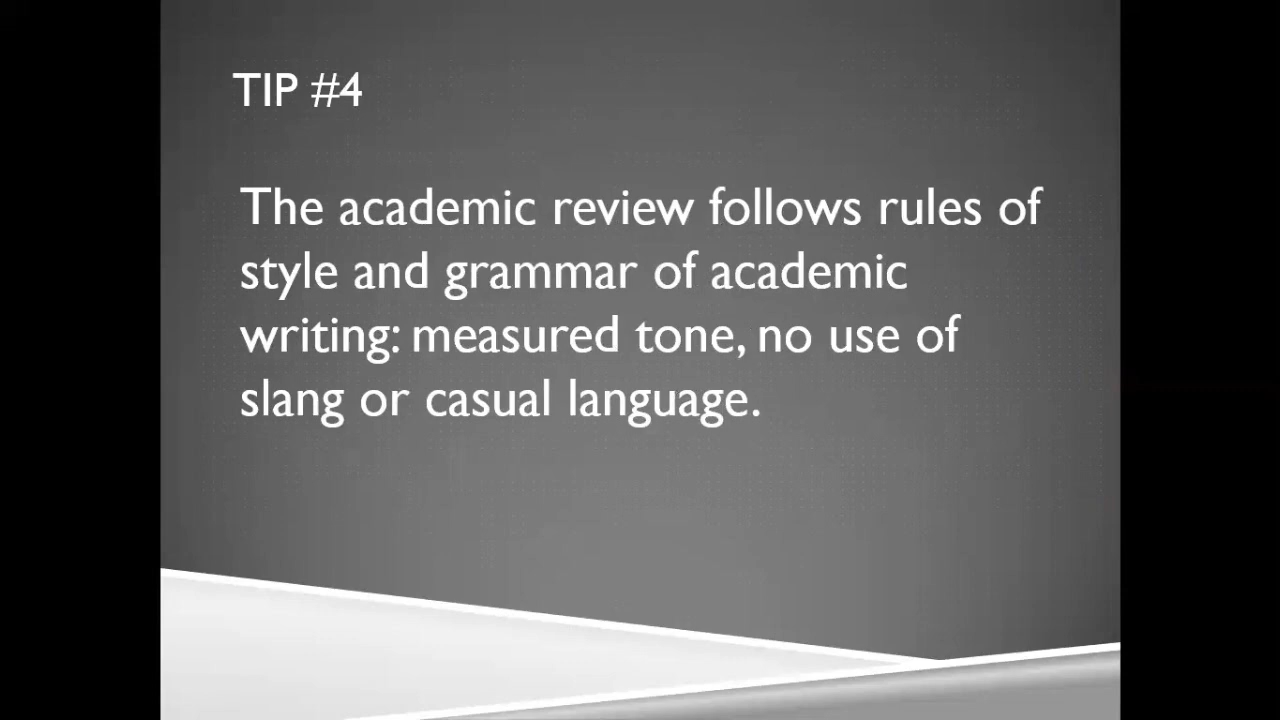 TIP #4
The academic review follows rules of
style and grammar of academic
writing: measured tone, no use of
slang or casual language.